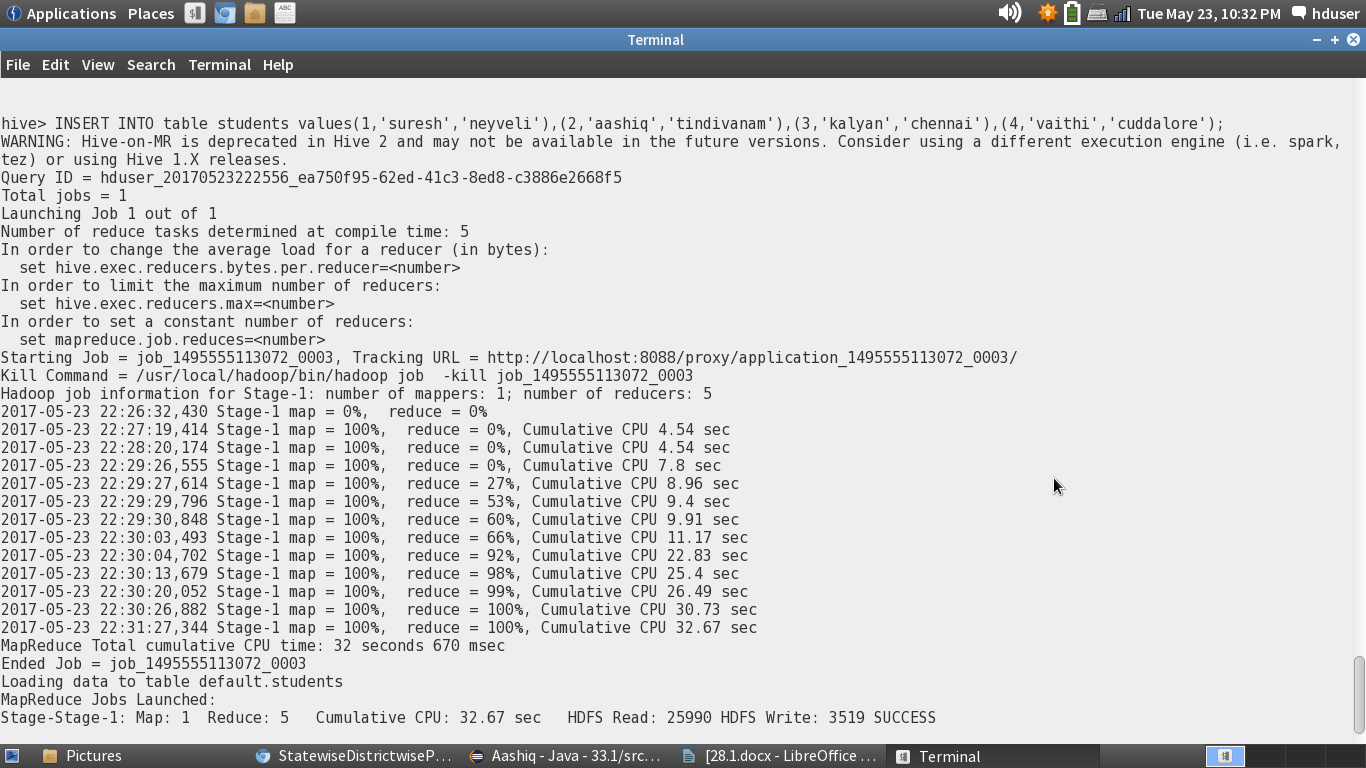 Applications Places ABC Tue May 23, 10:32 PM hduser
Terminal
File Edit View Search Terminal Help
hive> INSERT INTO table students values(1,'suresh','neyveli'),(2,'aashiq','tindivanam'),(3,'kalyan','chennai'),(4,'vaithi','cuddalore');
WARNING: Hive-on-MR is deprecated in Hive 2 and may not be available in the future versions. Consider using a different execution engine (i.e. spark,
tez) or using Hive 1.X releases.
Query ID = hduser_20170523222556_ea750f95-62ed-41c3-8ed8-c3886e2668f5
Total jobs = 1
Launching Job 1 out of 1
Number of reduce tasks determined at compile time: 5
In order to change the average load for a reducer (in bytes):
  set hive.exec.reducers.bytes.per.reducer=<number>
In order to limit the maximum number of reducers:
  set hive.exec.reducers.max=<number>
In order to set a constant number of reducers:
  set mapreduce.job.reduces=<number>
Starting Job = job_1495555113072_0003, Tracking URL = http://localhost:8088/proxy/application_1495555113072_0003/
Kill Command = /usr/local/hadoop/bin/hadoop job  -kill job_1495555113072_0003
Hadoop job information for Stage-1: number of mappers: 1; number of reducers: 5
2017-05-23 22:26:32,430 Stage-1 map = 0%,  reduce = 0%
2017-05-23 22:27:19,414 Stage-1 map = 100%,  reduce = 0%, Cumulative CPU 4.54 sec
2017-05-23 22:28:20,174 Stage-1 map = 100%,  reduce = 0%, Cumulative CPU 4.54 sec
2017-05-23 22:29:26,555 Stage-1 map = 100%,  reduce = 0%, Cumulative CPU 7.8 sec
2017-05-23 22:29:27,614 Stage-1 map = 100%,  reduce = 27%, Cumulative CPU 8.96 sec
2017-05-23 22:29:29,796 Stage-1 map = 100%,  reduce = 53%, Cumulative CPU 9.4 sec
2017-05-23 22:29:30,848 Stage-1 map = 100%,  reduce = 60%, Cumulative CPU 9.91 sec
2017-05-23 22:30:03,493 Stage-1 map = 100%,  reduce = 66%, Cumulative CPU 11.17 sec
2017-05-23 22:30:04,702 Stage-1 map = 100%,  reduce = 92%, Cumulative CPU 22.83 sec
2017-05-23 22:30:13,679 Stage-1 map = 100%,  reduce = 98%, Cumulative CPU 25.4 sec
2017-05-23 22:30:20,052 Stage-1 map = 100%,  reduce = 99%, Cumulative CPU 26.49 sec
2017-05-23 22:30:26,882 Stage-1 map = 100%,  reduce = 100%, Cumulative CPU 30.73 sec
2017-05-23 22:31:27,344 Stage-1 map = 100%,  reduce = 100%, Cumulative CPU 32.67 sec
MapReduce Total cumulative CPU time: 32 seconds 670 msec
Ended Job = job_1495555113072_0003
Loading data to table default.students
MapReduce Jobs Launched:
Stage-Stage-1: Map: 1  Reduce: 5   Cumulative CPU: 32.67 sec   HDFS Read: 25990 HDFS Write: 3519 SUCCESS
Pictures StatewiseDistrictwiseP... Aashiq - Java - 33.1/src... [28.1.docx - LibreOffice ... Terminal